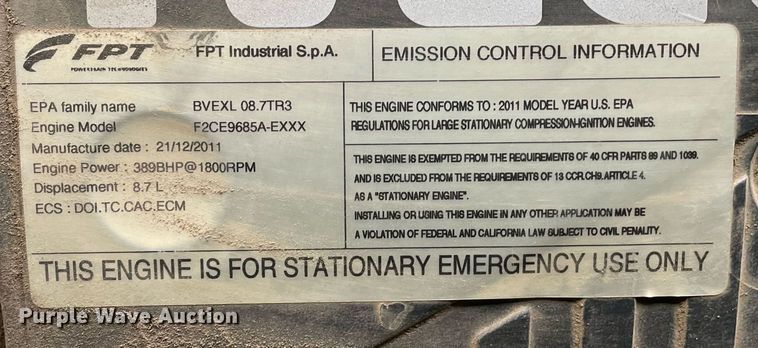 FPT
POWERTRAIN TECHNOLOGIES
FPT Industrial S.p.A.
EMISSION CONTROL INFORMATION
EPA family name BVEXL 08.7TR3
Engine Model F2CE9685A-EXXX
Manufacture date : 21/12/2011
Engine Power : 389BHP@1800RPM
Displacement : 8.7 L
ECS : DOI.TC.CAC.ECM
THIS ENGINE CONFORMS TO : 2011 MODEL YEAR U.S. EPA
REGULATIONS FOR LARGE STATIONARY COMPRESSION-IGNITION ENGINES.
THIS ENGINE IS EXEMPTED FROM THE REQUIREMENTS OF 40 CFR PARTS 89 AND 1039.
AND IS EXCLUDED FROM THE REQUIREMENTS OF 13 CCR.CH9.ARTICLE 4.
AS A "STATIONARY ENGINE".
INSTALLING OR USING THIS ENGINE IN ANY OTHER APPLICATION MAY BE
A VIOLATION OF FEDERAL AND CALIFORNIA LAW SUBJECT TO CIVIL PENALITY.
THIS ENGINE IS FOR STATIONARY EMERGENCY USE ONLY
Purple Wave Auction